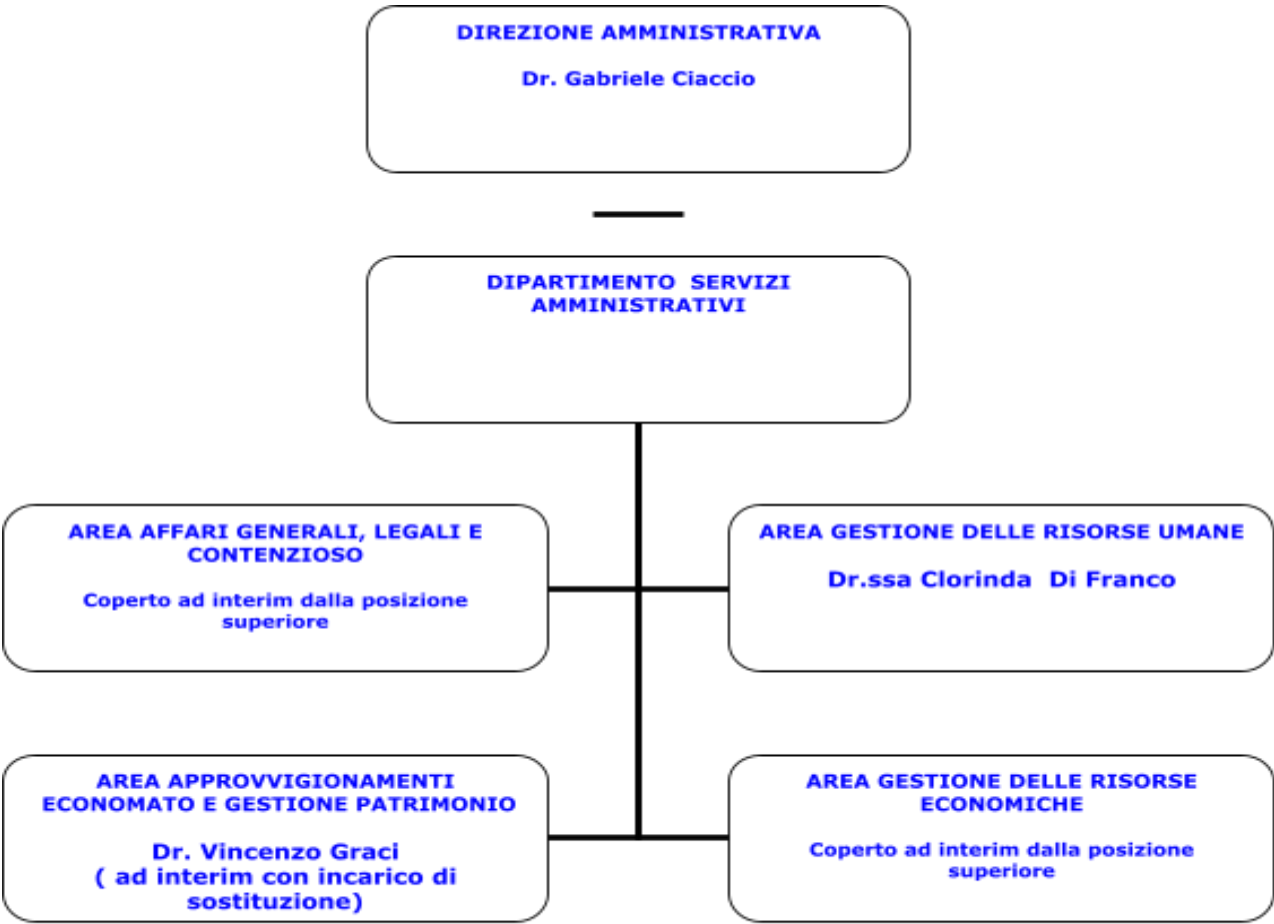 DIREZIONE AMMINISTRATIVA
Dr. Gabriele Ciaccio
DIPARTIMENTO SERVIZI
AMMINISTRATIVI
AREA AFFARI GENERALI, LEGALI E
CONTENZIOSO
Coperto ad interim dalla posizione
superiore
AREA GESTIONE DELLE RISORSE UMANE
Dr.ssa Clorinda Di Franco
AREA APPROVVIGIONAMENTI
ECONOMATO E GESTIONE PATRIMONIO
Dr. Vincenzo Graci
( ad interim con incarico di
sostituzione)
AREA GESTIONE DELLE RISORSE
ECONOMICHE
Coperto ad interim dalla posizione
superiore